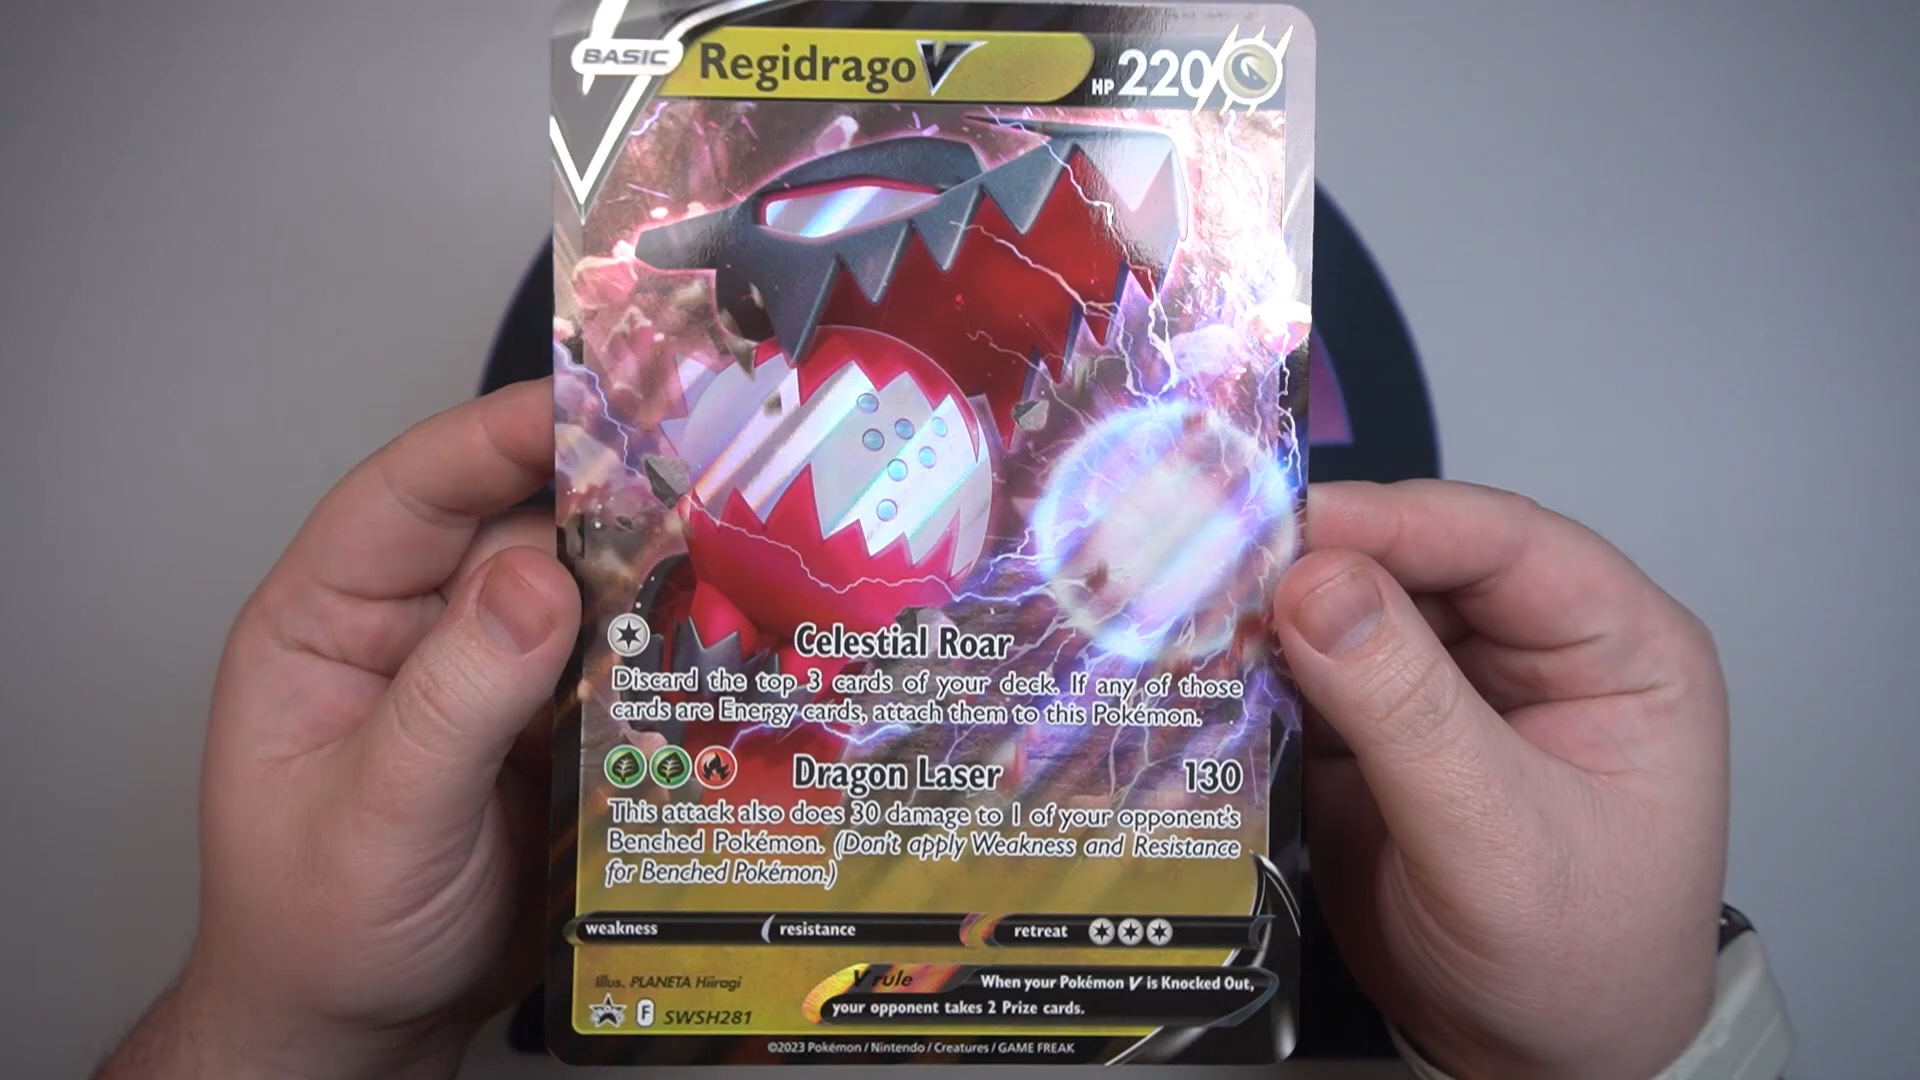 BASIC
Regidrago V
HP 220
Celestial Roar
Discard the top 3 cards of your deck. If any of those
cards are Energy cards, attach them to this Pokémon.
Dragon Laser 130
This attack also does 30 damage to 1 of your opponent's
Benched Pokémon. (Don't apply Weakness and Resistance
for Benched Pokémon.)
weakness resistance retreat
Illus. PLANETA Hiiragi
V rule When your Pokémon V is Knocked Out,
your opponent takes 2 Prize cards.
F SWSH281
©2023 Pokémon / Nintendo / Creatures / GAME FREAK